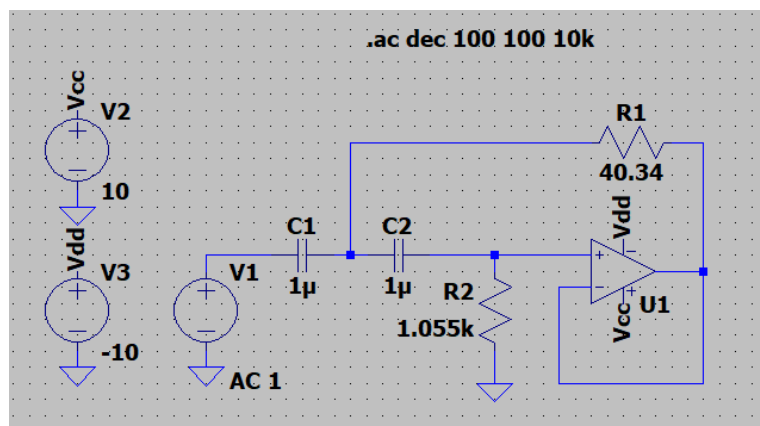 .ac dec 100 100 10k
Vcc
V2
10
Vdd
V3
-10
V1
AC 1
C1
1µ
C2
1µ
R2
1.055k
R1
40.34
Vdd
+
-
U1
Vcc